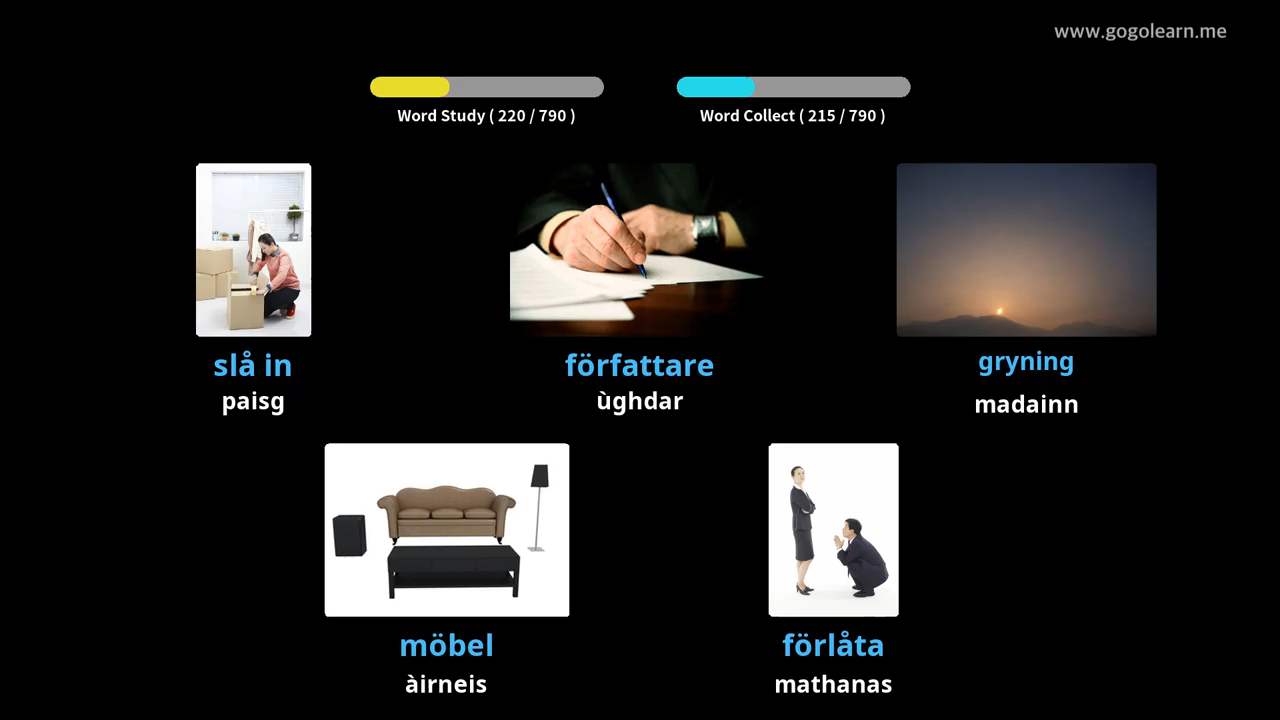 www.gogolearn.me
Word Study ( 220 / 790 )
Word Collect ( 215 / 790 )
slå in
paisg
författare
ùghdar
gryning
madainn
möbel
àirneis
förlåta
mathanas